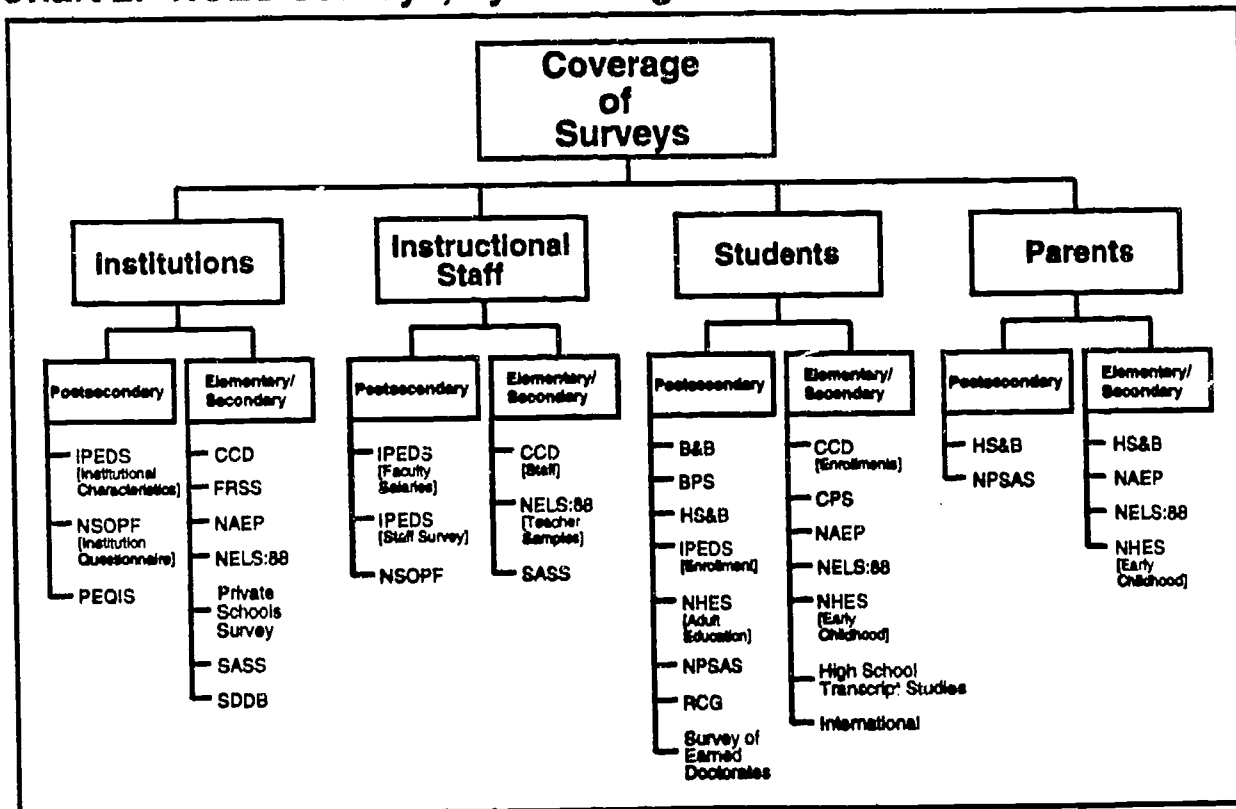 Coverage
of
Surveys
Institutions
Instructional
Staff
Students
Parents
Postsecondary
Elementary/
Secondary
Postsecondary
Elementary/
Secondary
Postsecondary
Elementary/
Secondary
Postsecondary
Elementary/
Secondary
IPEDS
[Institutional
Characteristics]
NSOPF
[Institution
Questionnaire]
PEQIS
CCD
FRSS
NAEP
NELS:88
Private
Schools
Survey
SASS
SDDB
IPEDS
[Faculty
Salaries]
IPEDS
[Staff Survey]
NSOPF
CCD
[Staff]
NELS:88
[Teacher
Samples]
SASS
B&B
BPS
HS&B
IPEDS
[Enrollment]
NHES
[Adult
Education]
NPSAS
RCG
Survey of
Earned
Doctorates
CCD
[Enrollments]
CPS
NAEP
NELS:88
NHES
[Early
Childhood]
High School
Transcript Studies
International
HS&B
NPSAS
HS&B
NAEP
NELS:88
NHES
[Early
Childhood]